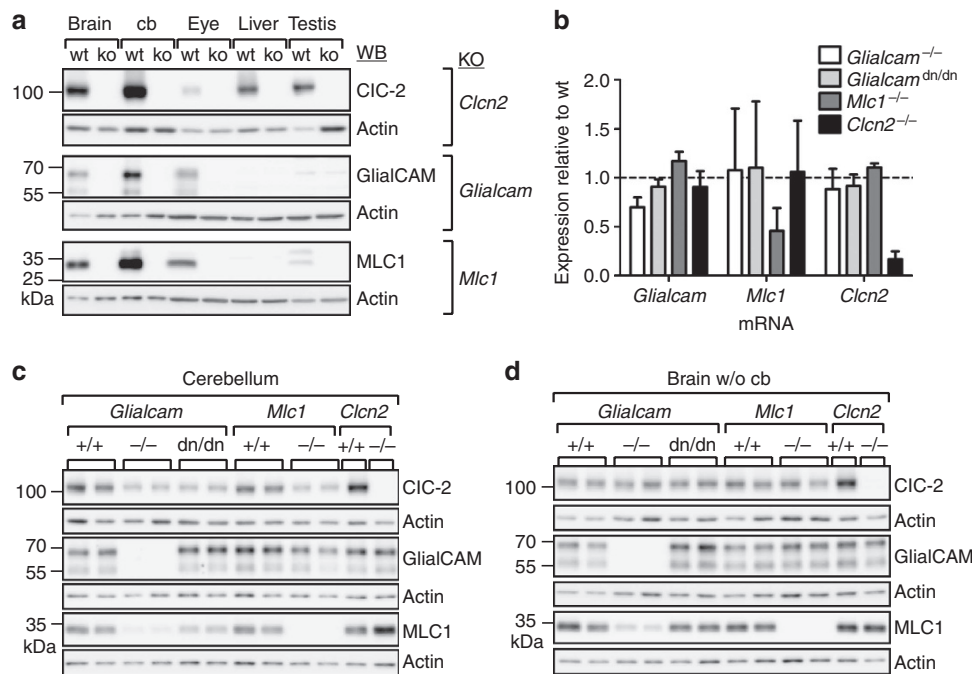 a
Brain cb Eye Liver Testis
wt ko wt ko wt ko wt ko wt ko WB KO
100 ClC-2
Actin
Clcn2
70
55
GlialCAM
Actin
Glialcam
35
25
kDa
MLC1
Actin
Mlc1
b
Glialcam–/–
Glialcamdn/dn
Mlc1–/–
Clcn2–/–
Expression relative to wt
2.0
1.5
1.0
0.5
0.0
Glialcam Mlc1 Clcn2
mRNA
c
Cerebellum
Glialcam Mlc1 Clcn2
+/+ –/– dn/dn +/+ –/– +/+ –/–
100 ClC-2
Actin
70
55
GlialCAM
Actin
35
kDa
MLC1
Actin
d
Brain w/o cb
Glialcam Mlc1 Clcn2
+/+ –/– dn/dn +/+ –/– +/+ –/–
100 ClC-2
Actin
70
55
GlialCAM
Actin
35
kDa
MLC1
Actin